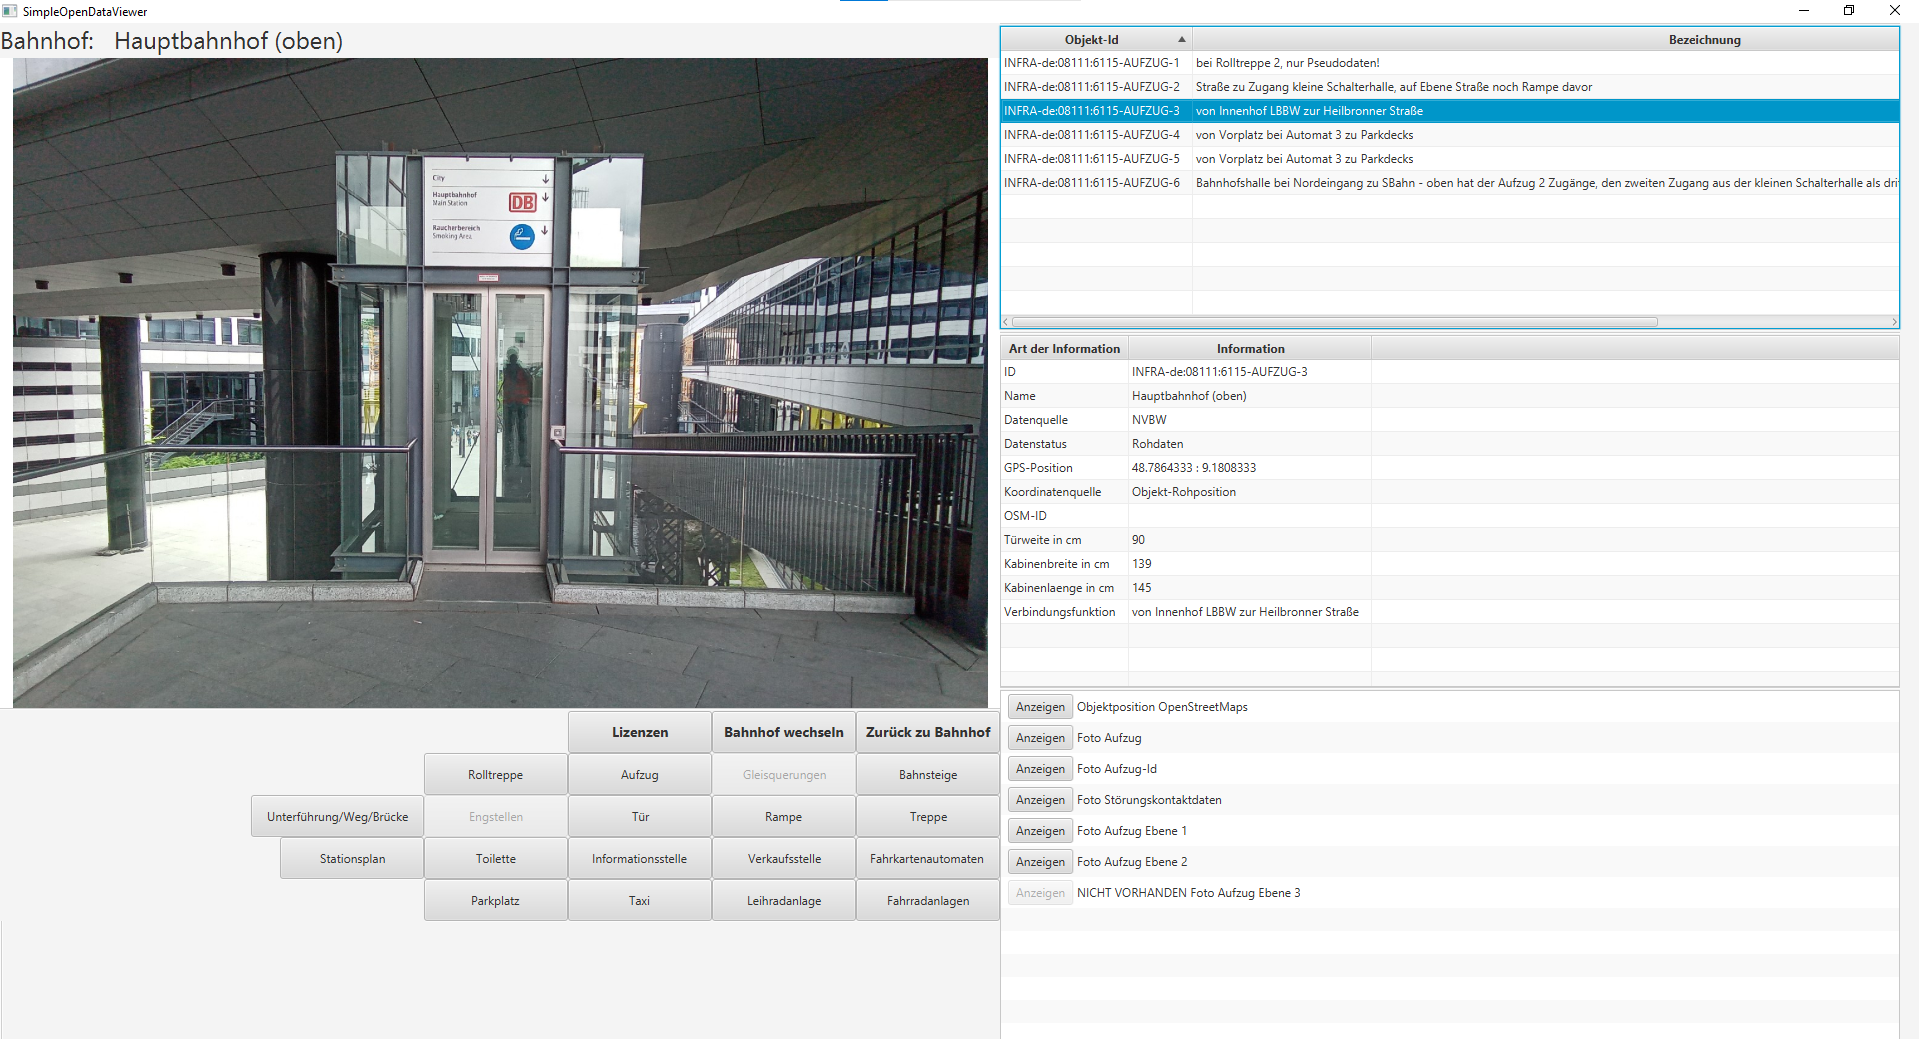 SimpleOpenDataViewer
Bahnhof: Hauptbahnhof (oben)
City
Hauptbahnhof
Main Station
DB
Raucherbereich
Smoking Area
Lizenzen Bahnhof wechseln Zurück zu Bahnhof
Rolltreppe Aufzug Gleisquerungen Bahnsteige
Unterführung/Weg/Brücke Engstellen Tür Rampe Treppe
Stationsplan Toilette Informationsstelle Verkaufsstelle Fahrkartenautomaten
Parkplatz Taxi Leihradanlage Fahrradanlagen
Objekt-Id Bezeichnung
INFRA-de:08111:6115-AUFZUG-1 bei Rolltreppe 2, nur Pseudodaten!
INFRA-de:08111:6115-AUFZUG-2 Straße zu Zugang kleine Schalterhalle, auf Ebene Straße noch Rampe davor
INFRA-de:08111:6115-AUFZUG-3 von Innenhof LBBW zur Heilbronner Straße
INFRA-de:08111:6115-AUFZUG-4 von Vorplatz bei Automat 3 zu Parkdecks
INFRA-de:08111:6115-AUFZUG-5 von Vorplatz bei Automat 3 zu Parkdecks
INFRA-de:08111:6115-AUFZUG-6 Bahnhofshalle bei Nordeingang zu SBahn - oben hat der Aufzug 2 Zugänge, den zweiten Zugang aus der kleinen Schalterhalle als dri
Art der Information Information
ID INFRA-de:08111:6115-AUFZUG-3
Name Hauptbahnhof (oben)
Datenquelle NVBW
Datenstatus Rohdaten
GPS-Position 48.7864333 : 9.1808333
Koordinatenquelle Objekt-Rohposition
OSM-ID
Türweite in cm 90
Kabinenbreite in cm 139
Kabinenlaenge in cm 145
Verbindungsfunktion von Innenhof LBBW zur Heilbronner Straße
Anzeigen Objektposition OpenStreetMaps
Anzeigen Foto Aufzug
Anzeigen Foto Aufzug-Id
Anzeigen Foto Störungskontaktdaten
Anzeigen Foto Aufzug Ebene 1
Anzeigen Foto Aufzug Ebene 2
Anzeigen NICHT VORHANDEN Foto Aufzug Ebene 3